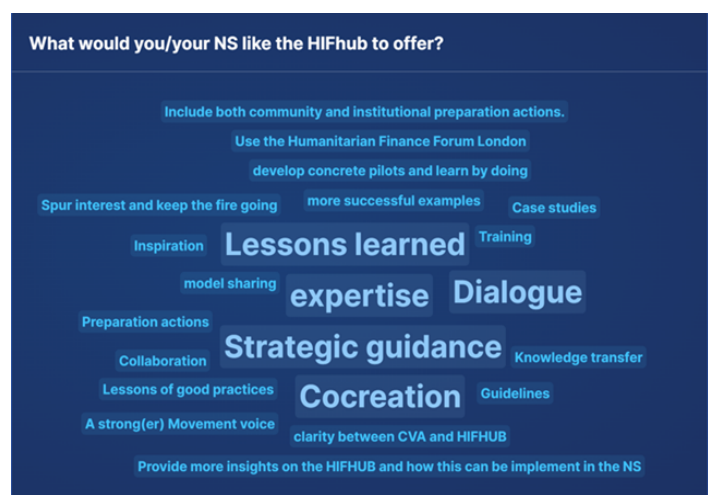 What would you/your NS like the HIFhub to offer?
Include both community and institutional preparation actions.
Use the Humanitarian Finance Forum London
develop concrete pilots and learn by doing
Spur interest and keep the fire going
more successful examples
Case studies
Inspiration
Lessons learned
Training
model sharing
expertise
Dialogue
Preparation actions
Collaboration
Strategic guidance
Knowledge transfer
Lessons of good practices
Cocreation
Guidelines
A strong(er) Movement voice
clarity between CVA and HIFHUB
Provide more insights on the HIFHUB and how this can be implement in the NS